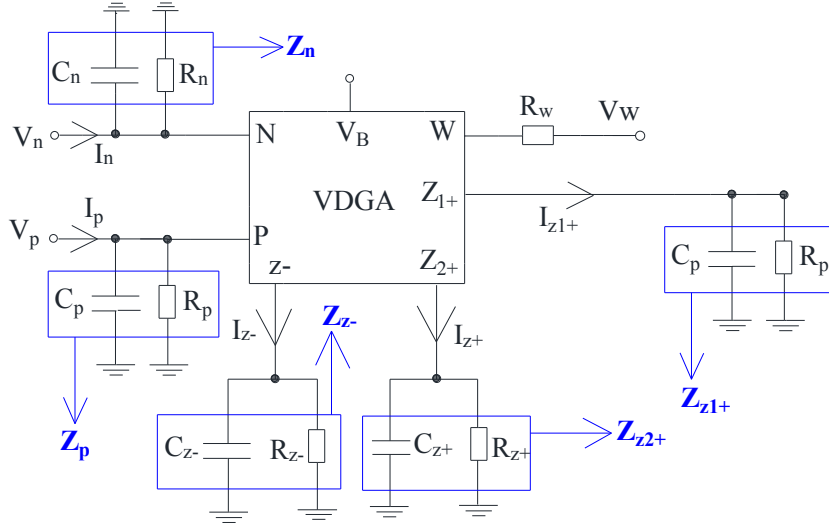 Cn
Rn
Zn
Vn
In
N
VB
W
Rw
VW
VDGA
Z1+
Iz1+
Vp
Ip
P
z-
Z2+
Cp
Rp
Cp
Rp
Iz-
Zz-
Iz+
Zp
Zz1+
Cz-
Rz-
Cz+
Rz+
Zz2+